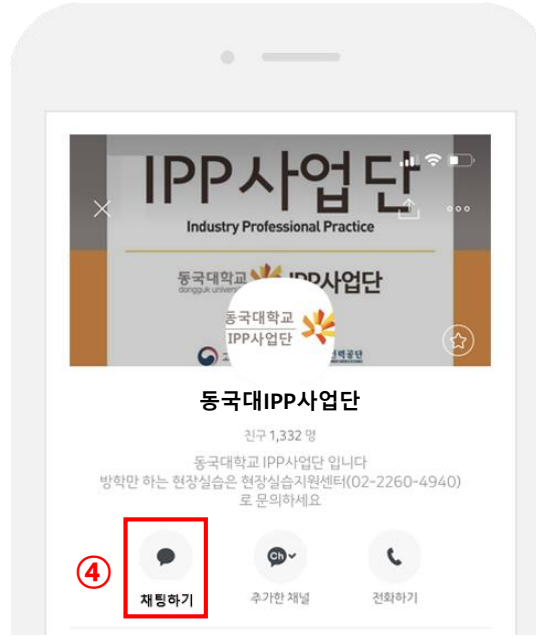 IPP사업단
Industry Professional Practice
동국대학교 IPP사업단
dongguk univer
동국대학교
IPP사업단
동국대IPP사업단
친구 1,332 명
동국대학교 IPP사업단 입니다
방학만 하는 현장실습은 현장실습지원센터(02-2260-4940)
로 문의하세요
④
Ch
채팅하기
추가한 채널
전화하기